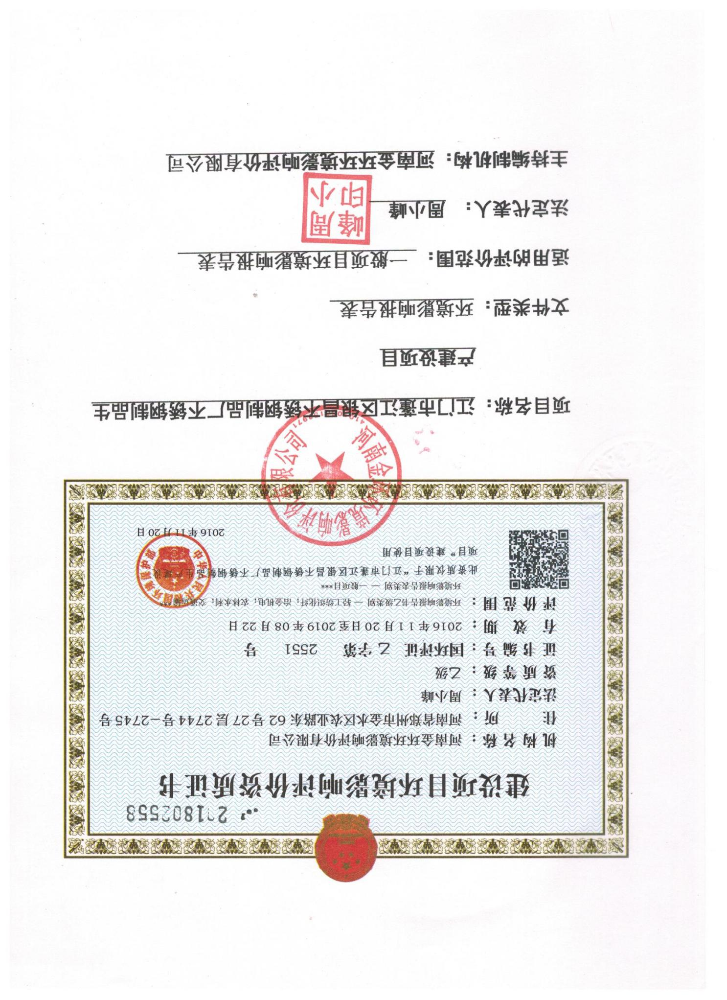 201802558
建设项目环境影响评价资质证书
机构名称：河南金环环境影响评价有限公司
住所：河南省郑州市金水区农业路东62号27层2744号—2745号
法定代表人：周小峰
资质等级：乙级
证书编号：国环评证 乙 字第 2551 号
有效期：2016年11月20日至2019年08月22日
评价范围：环境影响报告书乙级类别 — 轻工纺织化纤；冶金机电；农林水利；交通运输***
环境影响报告表类别 — 一般项目***
此资质仅限于“江门市蓬江区银昌不锈钢制品厂不锈钢制品生产建设
项目”建设项目使用
中华人民共和国环境保护部
2016年11月20日
河南金环环境影响评价有限公司
项目名称：江门市蓬江区银昌不锈钢制品厂不锈钢制品生
产建设项目
文件类型：环境影响报告表
适用的评价范围：一般项目环境影响报告表
法定代表人：周小峰
周小峰印
主持编制机构：河南金环环境影响评价有限公司